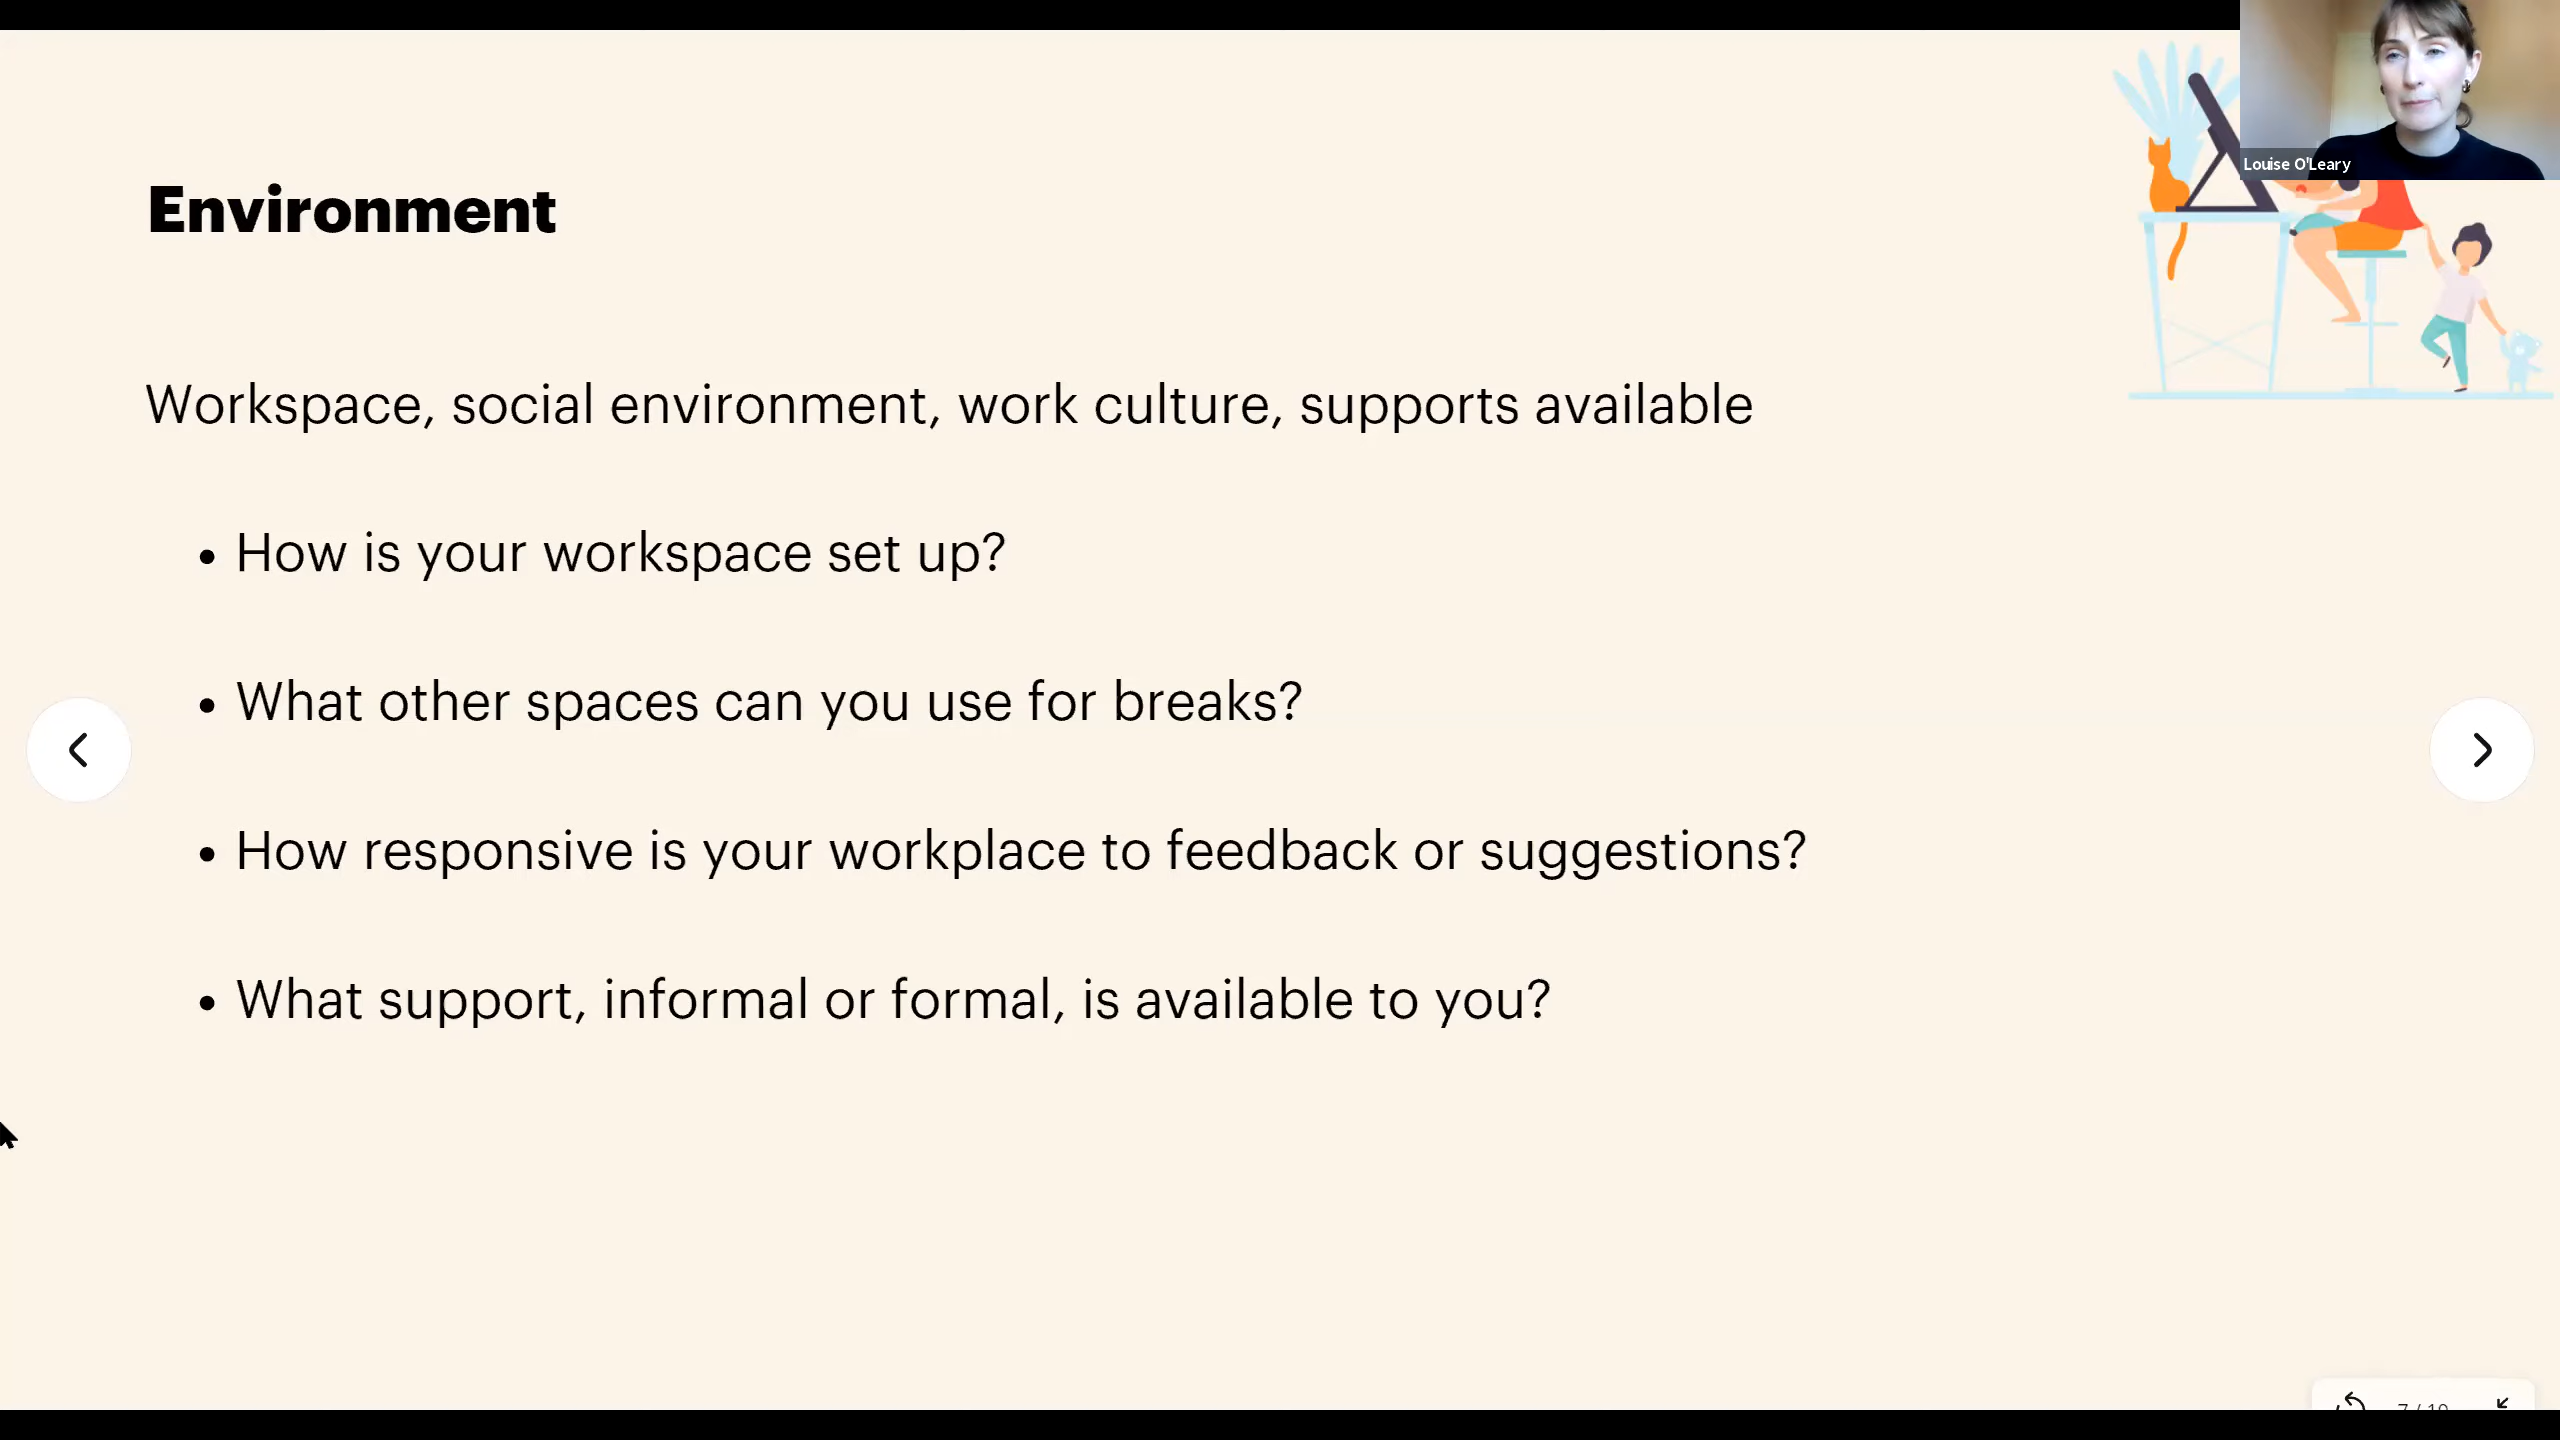 Louise O'Leary
Environment
Workspace, social environment, work culture, supports available
• How is your workspace set up?
• What other spaces can you use for breaks?
• How responsive is your workplace to feedback or suggestions?
• What support, informal or formal, is available to you?